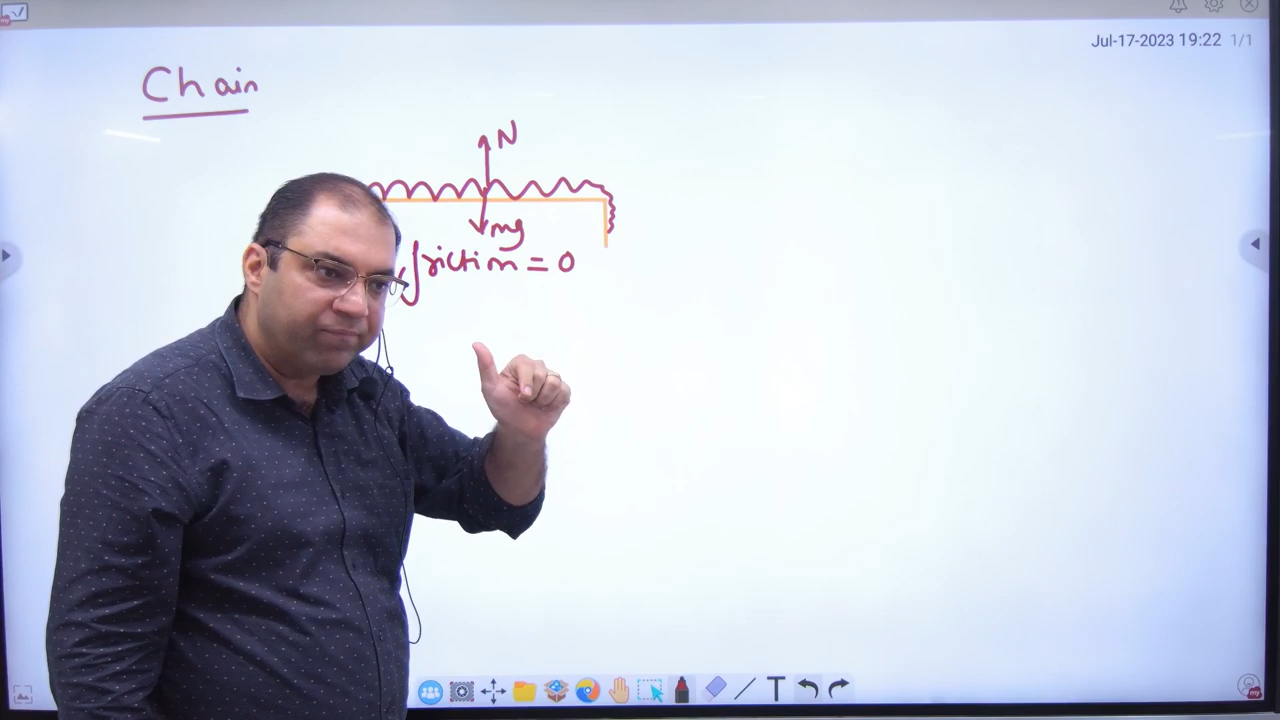 Jul-17-2023 19:22 1/1
Chain
N
mg
friction = 0
T